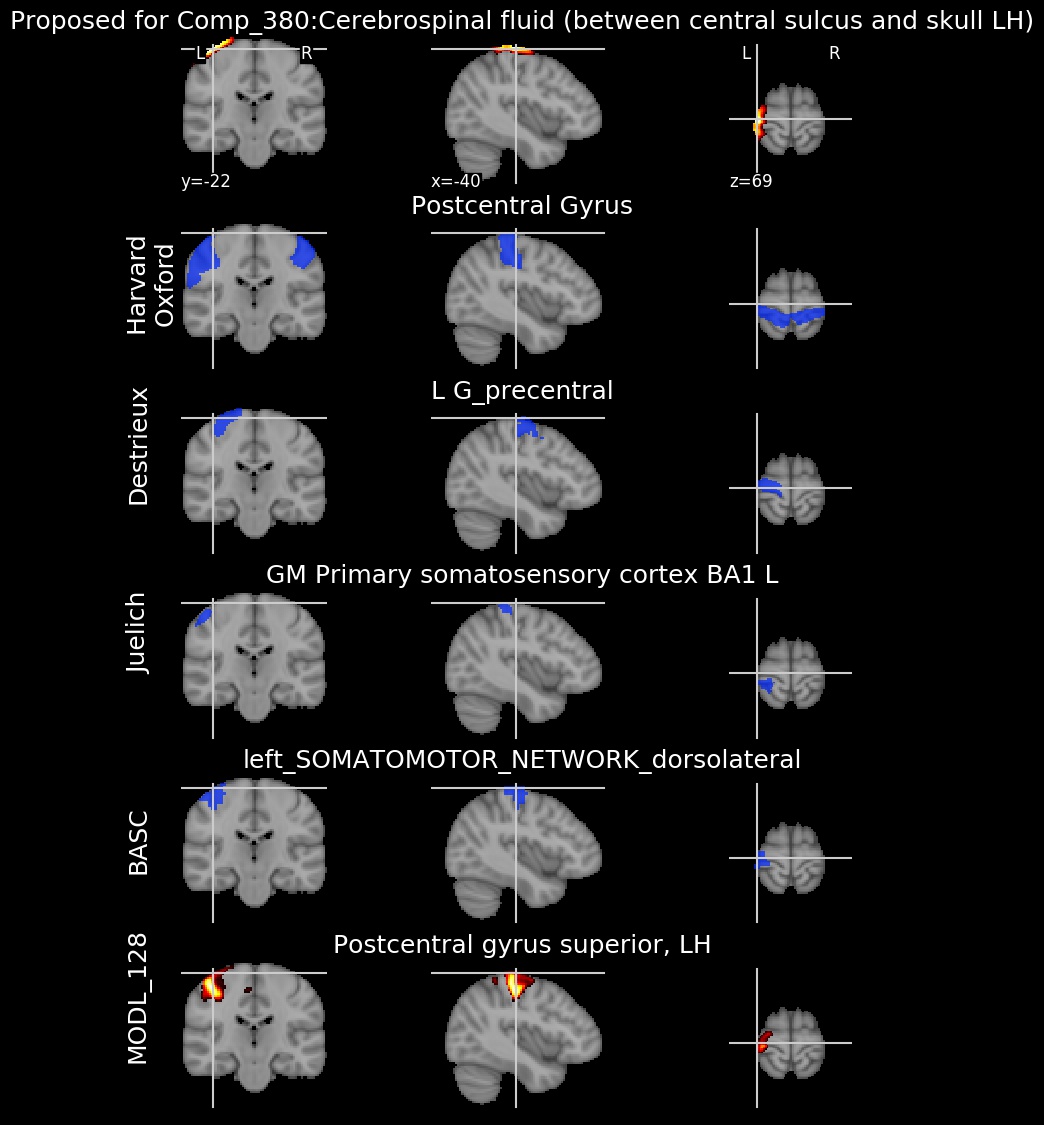 Proposed for Comp_380:Cerebrospinal fluid (between central sulcus and skull LH)
L R
L R
y=-22 x=-40 z=69
Postcentral Gyrus
Harvard
Oxford
L G_precentral
Destrieux
GM Primary somatosensory cortex BA1 L
Juelich
left_SOMATOMOTOR_NETWORK_dorsolateral
BASC
Postcentral gyrus superior, LH
MODL_128